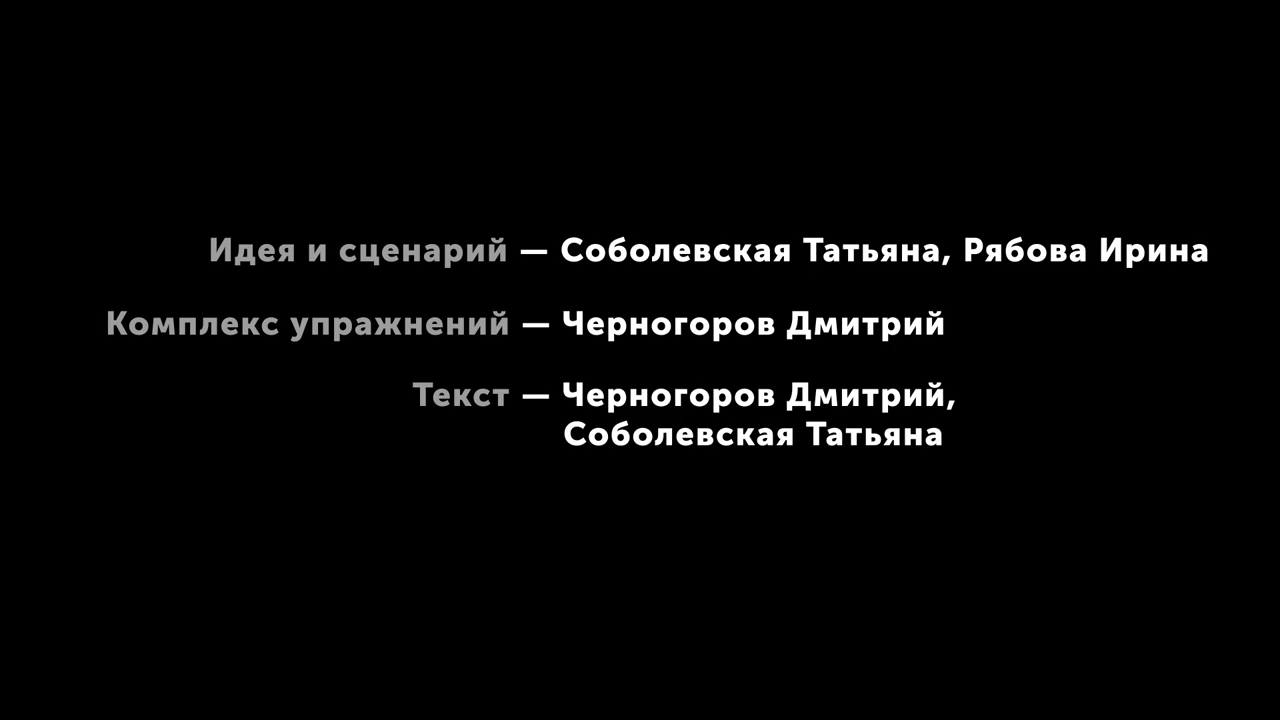 Идея и сценарий — Соболевская Татьяна, Рябова Ирина
Комплекс упражнений — Черногоров Дмитрий
Текст — Черногоров Дмитрий,
Соболевская Татьяна